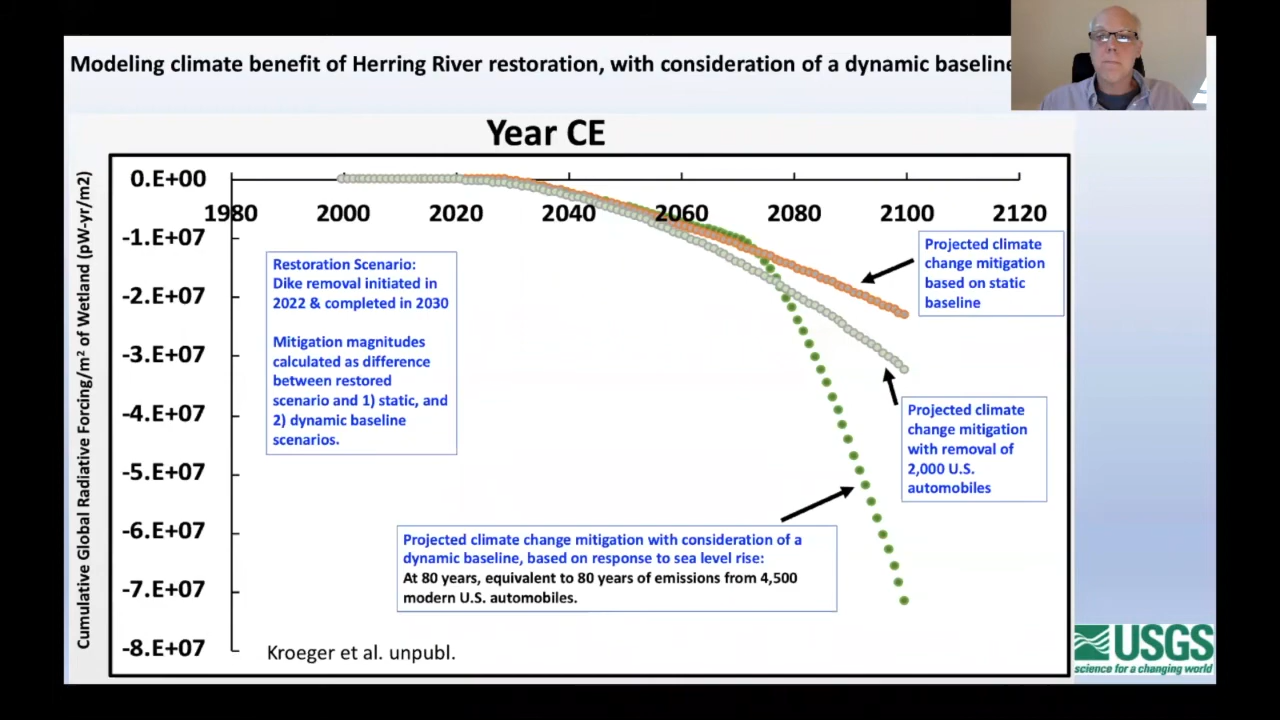 Modeling climate benefit of Herring River restoration, with consideration of a dynamic baseline
Year CE
Cumulative Global Radiative Forcing/m² of Wetland (pW-yr/m2)
0.E+00
1980 2000 2020 2040 2060 2080 2100 2120
-1.E+07
-2.E+07
-3.E+07
-4.E+07
-5.E+07
-6.E+07
-7.E+07
-8.E+07
Restoration Scenario:
Dike removal initiated in
2022 & completed in 2030
Mitigation magnitudes
calculated as difference
between restored
scenario and 1) static, and
2) dynamic baseline
scenarios.
Projected climate
change mitigation
based on static
baseline
Projected climate
change mitigation
with removal of
2,000 U.S.
automobiles
Projected climate change mitigation with consideration of a
dynamic baseline, based on response to sea level rise:
At 80 years, equivalent to 80 years of emissions from 4,500
modern U.S. automobiles.
Kroeger et al. unpubl.
USGS
science for a changing world